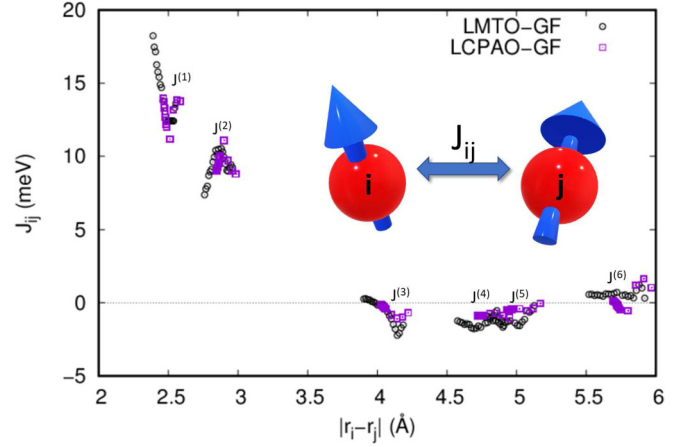 20
15
10
5
0
−5
J_ij (meV)
LMTO−GF
LCPAO−GF
J^(1)
J^(2)
J_ij
i
j
J^(3)
J^(4)
J^(5)
J^(6)
2
2.5
3
3.5
4
4.5
5
5.5
6
|r_i−r_j| (Å)